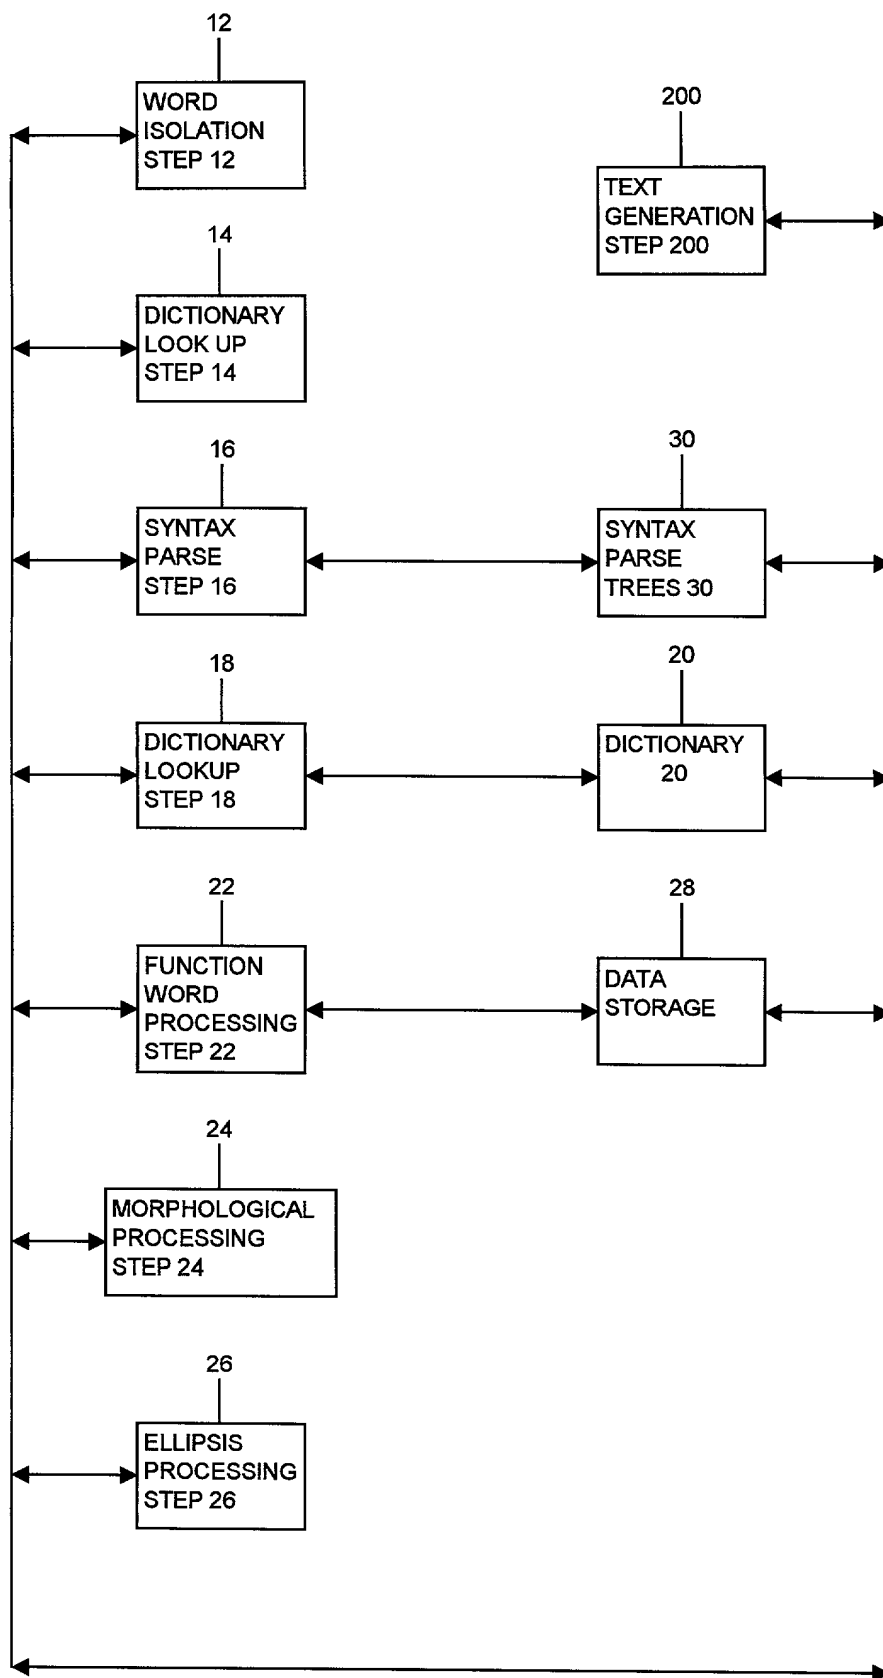 12
WORD
ISOLATION
STEP 12
200
TEXT
GENERATION
STEP 200
14
DICTIONARY
LOOK UP
STEP 14
16
SYNTAX
PARSE
STEP 16
30
SYNTAX
PARSE
TREES 30
18
DICTIONARY
LOOKUP
STEP 18
20
DICTIONARY
20
22
FUNCTION
WORD
PROCESSING
STEP 22
28
DATA
STORAGE
24
MORPHOLOGICAL
PROCESSING
STEP 24
26
ELLIPSIS
PROCESSING
STEP 26